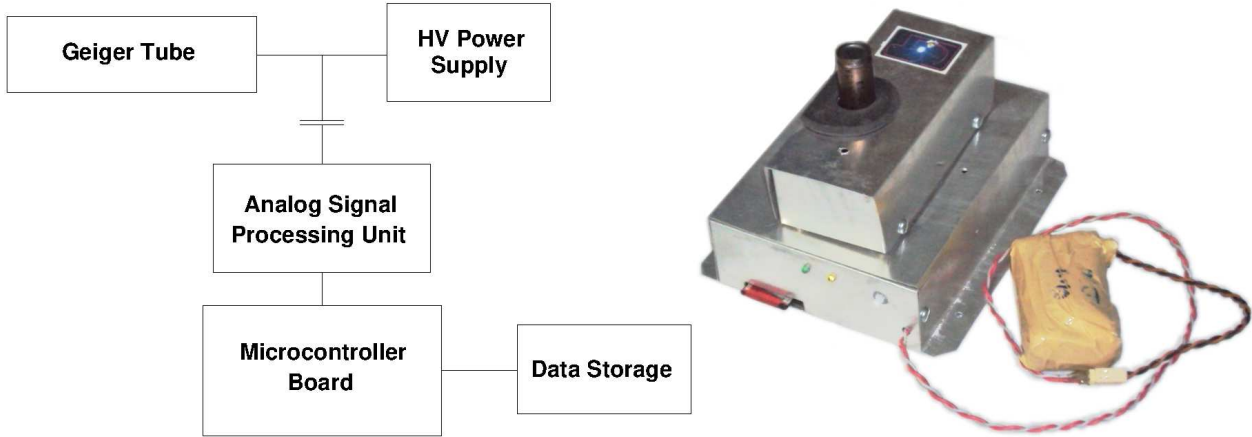 Geiger Tube
HV Power
Supply
Analog Signal
Processing Unit
Microcontroller
Board
Data Storage